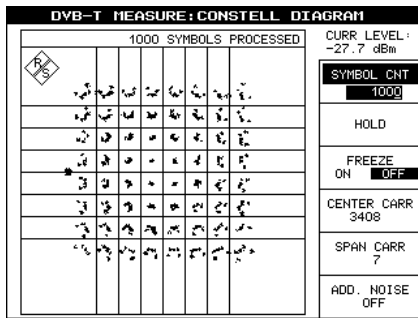 DVB-T MEASURE:CONSTELL DIAGRAM
1000 SYMBOLS PROCESSED
R/S
CURR LEVEL:
-27.7 dBm
SYMBOL CNT
1000
HOLD
FREEZE
ON OFF
CENTER CARR
3408
SPAN CARR
7
ADD. NOISE
OFF